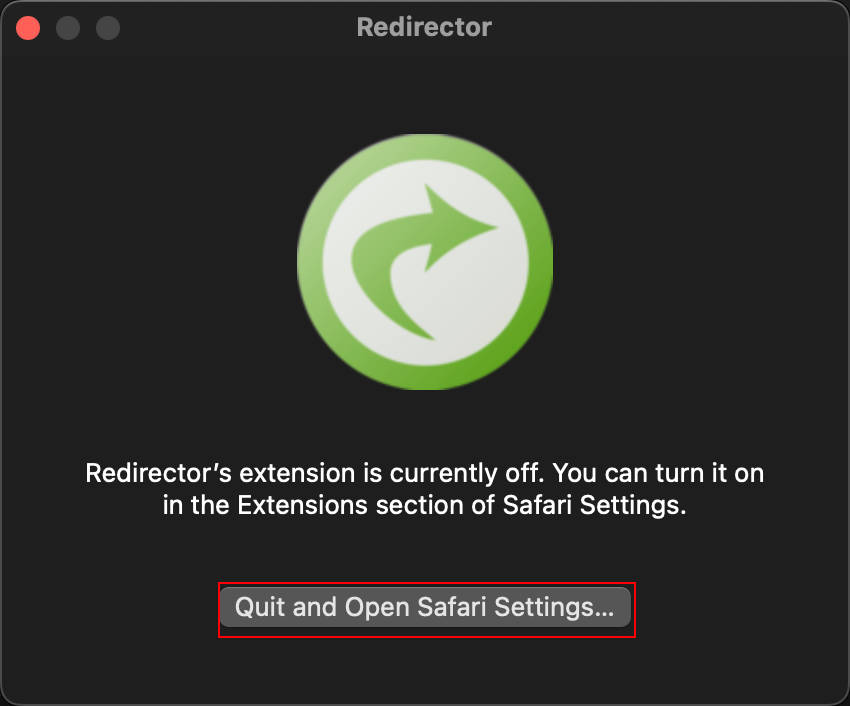 Redirector
Redirector’s extension is currently off. You can turn it on
in the Extensions section of Safari Settings.
Quit and Open Safari Settings...